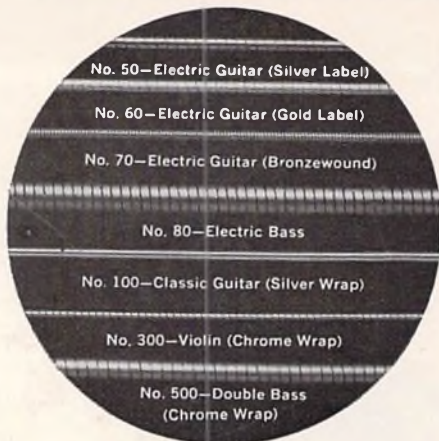 No. 50—Electric Guitar (Silver Label)
No. 60—Electric Guitar (Gold Label)
No. 70—Electric Guitar (Bronzewound)
No. 80—Electric Bass
No. 100—Classic Guitar (Silver Wrap)
No. 300—Violin (Chrome Wrap)
No. 500—Double Bass
(Chrome Wrap)